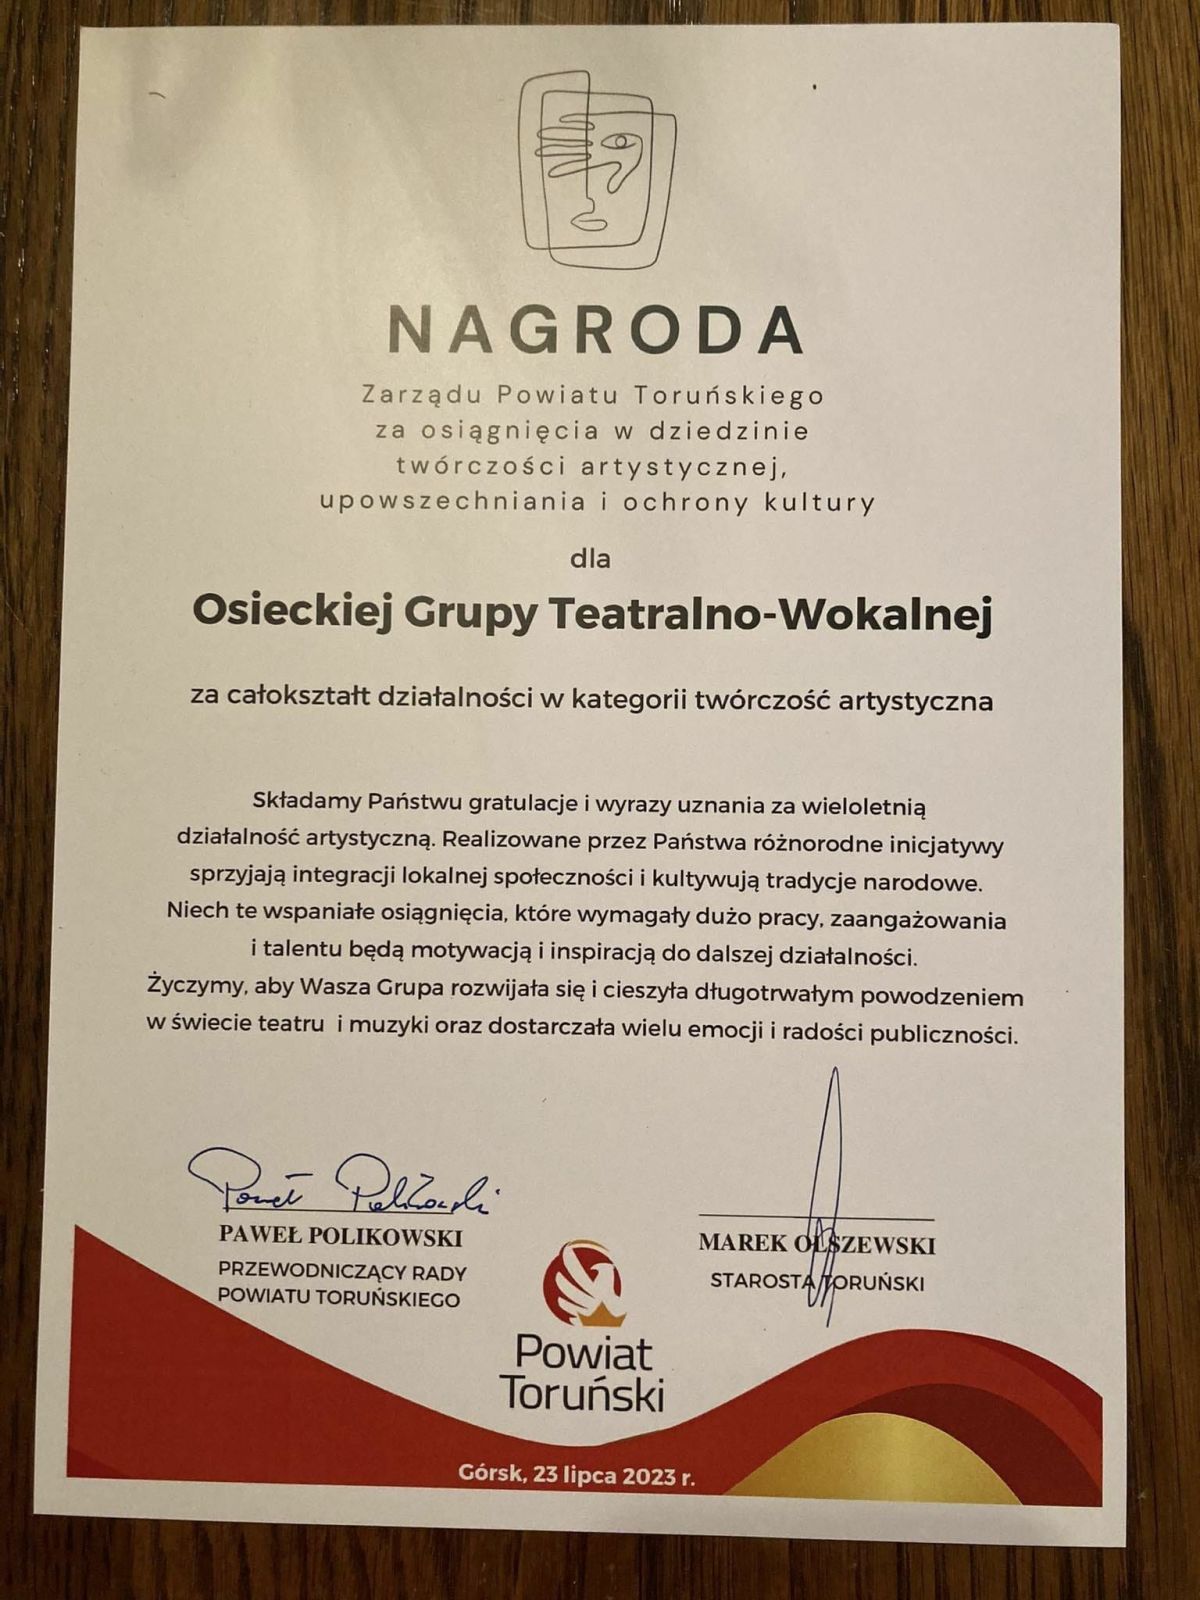 NAGRODA
Zarządu Powiatu Toruńskiego
za osiągnięcia w dziedzinie
twórczości artystycznej,
upowszechniania i ochrony kultury
dla
Osieckiej Grupy Teatralno-Wokalnej
za całokształt działalności w kategorii twórczość artystyczna
Składamy Państwu gratulacje i wyrazy uznania za wieloletnią
działalność artystyczną. Realizowane przez Państwa różnorodne inicjatywy
sprzyjają integracji lokalnej społeczności i kultywują tradycje narodowe.
Niech te wspaniałe osiągnięcia, które wymagały dużo pracy, zaangażowania
i talentu będą motywacją i inspiracją do dalszej działalności.
Życzymy, aby Wasza Grupa rozwijała się i cieszyła długotrwałym powodzeniem
w świecie teatru i muzyki oraz dostarczała wielu emocji i radości publiczności.
Paweł Polikowski
PAWEŁ POLIKOWSKI
PRZEWODNICZĄCY RADY
POWIATU TORUŃSKIEGO
MAREK OLSZEWSKI
STAROSTA TORUŃSKI
Powiat
Toruński
Górsk, 23 lipca 2023 r.